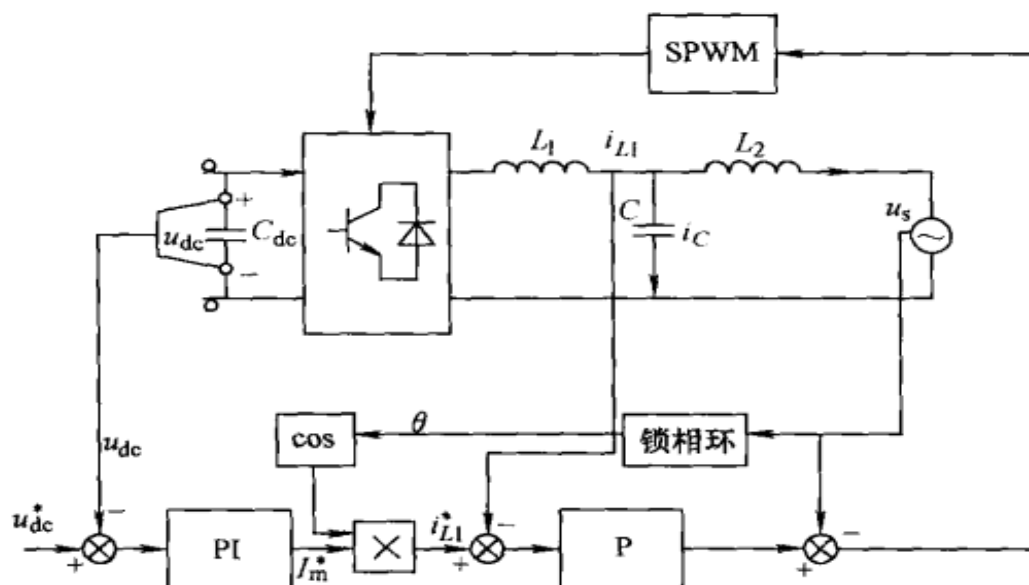 SPWM
L1
iL1
L2
+
C
us
udc
Cdc
iC
−
cos
θ
锁相环
udc
−
−
−
u*dc
PI
I*m
×
i*L1
P
+
+
+